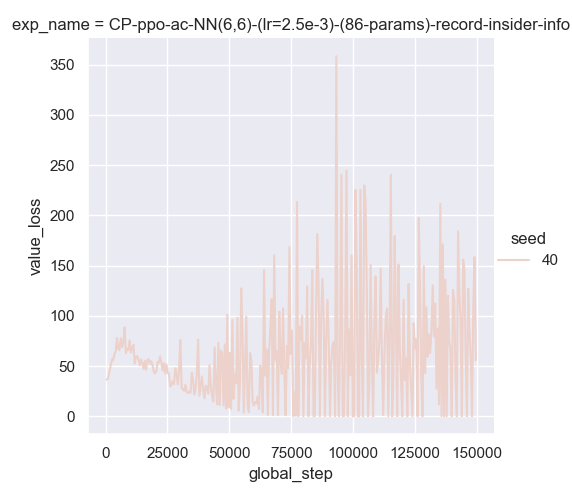 exp_name = CP-ppo-ac-NN(6,6)-(lr=2.5e-3)-(86-params)-record-insider-info
350
300
250
200
150
100
50
0
value_loss
0 25000 50000 75000 100000 125000 150000
global_step
seed
40